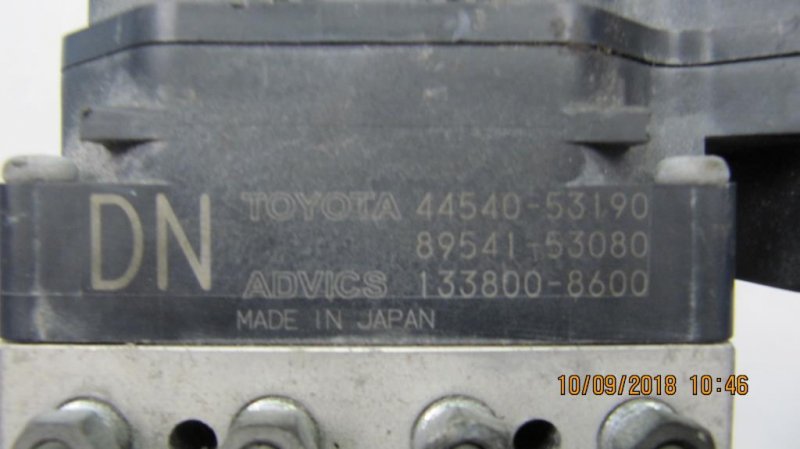 DN TOYOTA 44540-53190
89541-53080
ADVICS 133800-8600
MADE IN JAPAN
10/09/2018 10:46